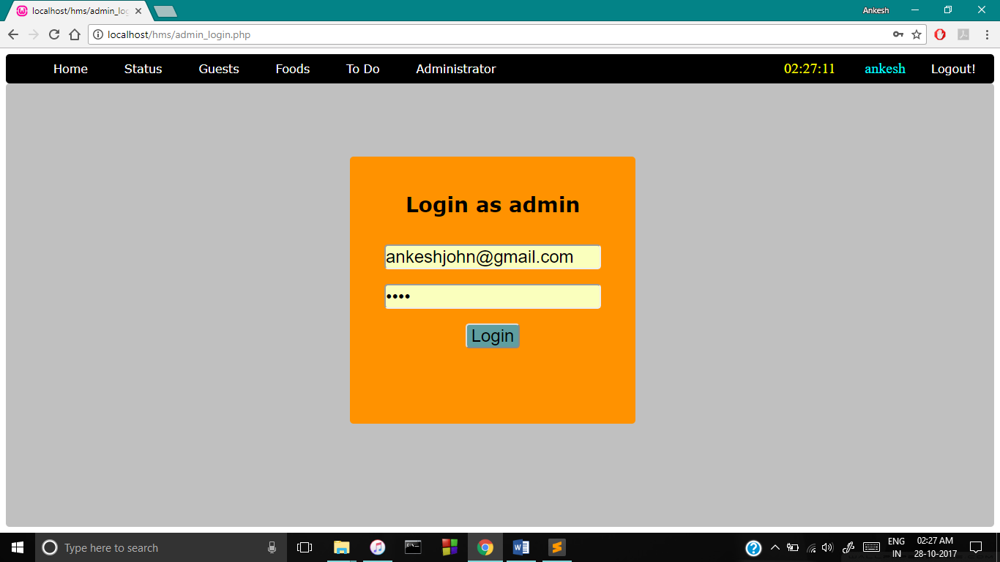 localhost/hms/admin_log
Ankesh
localhost/hms/admin_login.php
Home Status Guests Foods To Do Administrator 02:27:11 ankesh Logout!
Login as admin
ankeshjohn@gmail.com
••••
Login
Type here to search
ENG 02:27 AM
IN 28-10-2017